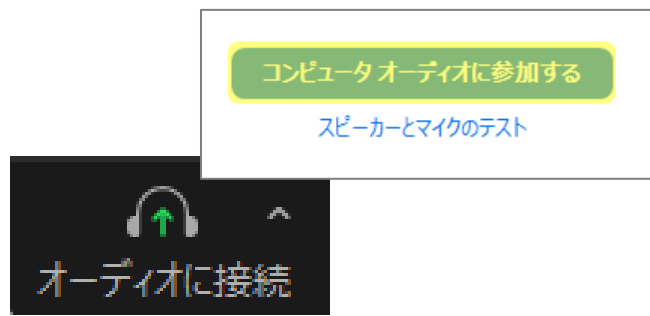 コンピュータ オーディオに参加する
スピーカーとマイクのテスト
オーディオに接続